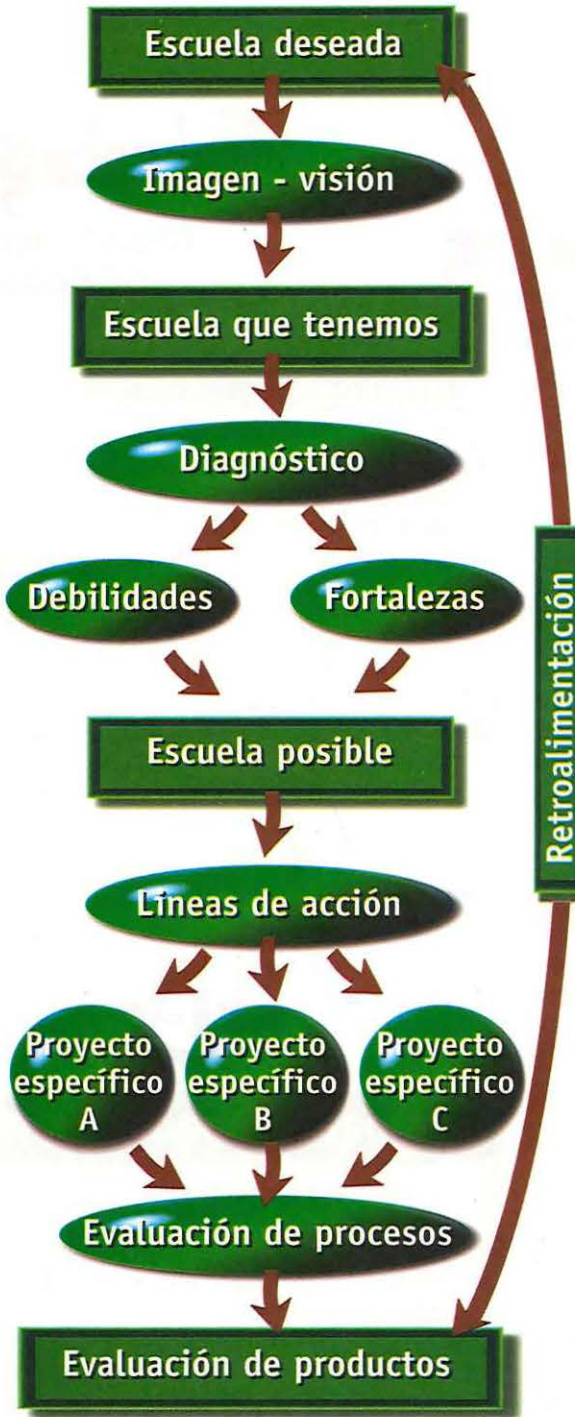 Escuela deseada
Imagen - visión
Escuela que tenemos
Diagnóstico
Debilidades
Fortalezas
Escuela posible
Líneas de acción
Proyecto
específico
A
Proyecto
específico
B
Proyecto
específico
C
Evaluación de procesos
Evaluación de productos
Retroalimentación